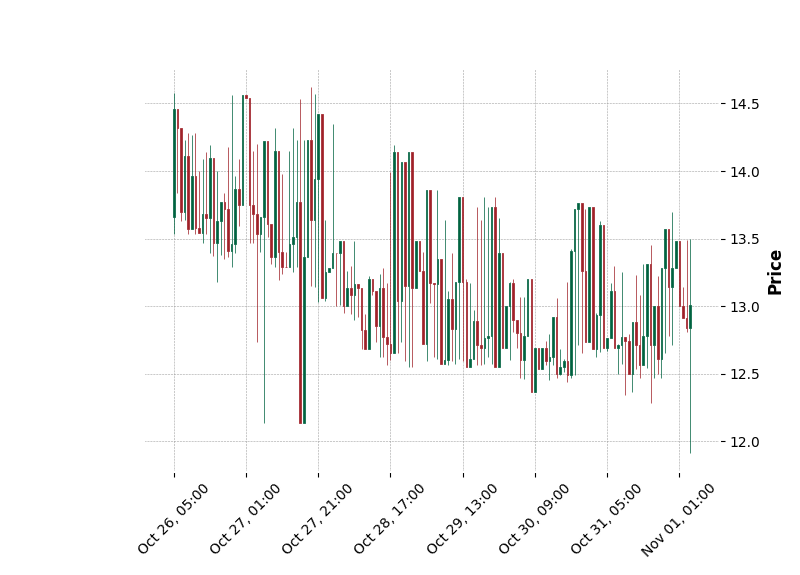 14.5
14.0
13.5
13.0
12.5
12.0
Price
Oct 26, 05:00
Oct 27, 01:00
Oct 27, 21:00
Oct 28, 17:00
Oct 29, 13:00
Oct 30, 09:00
Oct 31, 05:00
Nov 01, 01:00